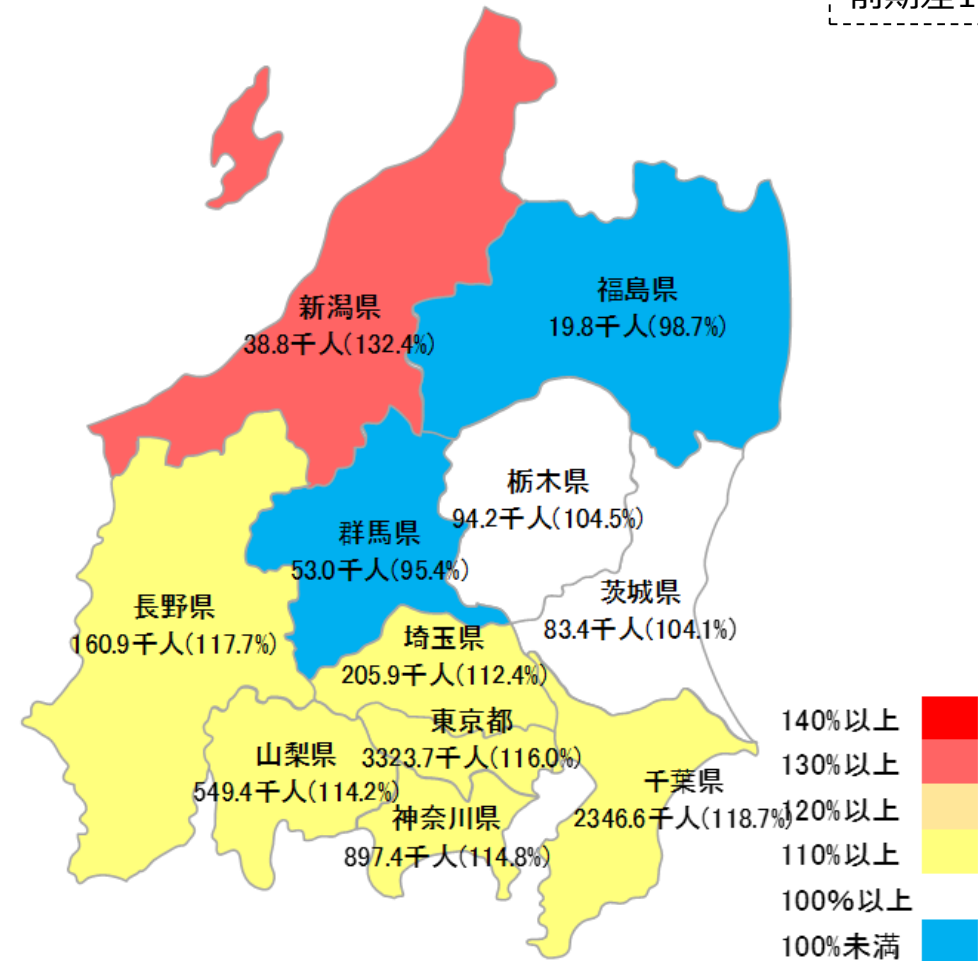 新潟県
38.8千人(132.4%)
福島県
19.8千人(98.7%)
栃木県
94.2千人(104.5%)
群馬県
53.0千人(95.4%)
茨城県
83.4千人(104.1%)
長野県
160.9千人(117.7%)
埼玉県
205.9千人(112.4%)
東京都
3323.7千人(116.0%)
山梨県
549.4千人(114.2%)
千葉県
2346.6千人(118.7%)
神奈川県
897.4千人(114.8%)
140%以上
130%以上
120%以上
110%以上
100%以上
100%未満